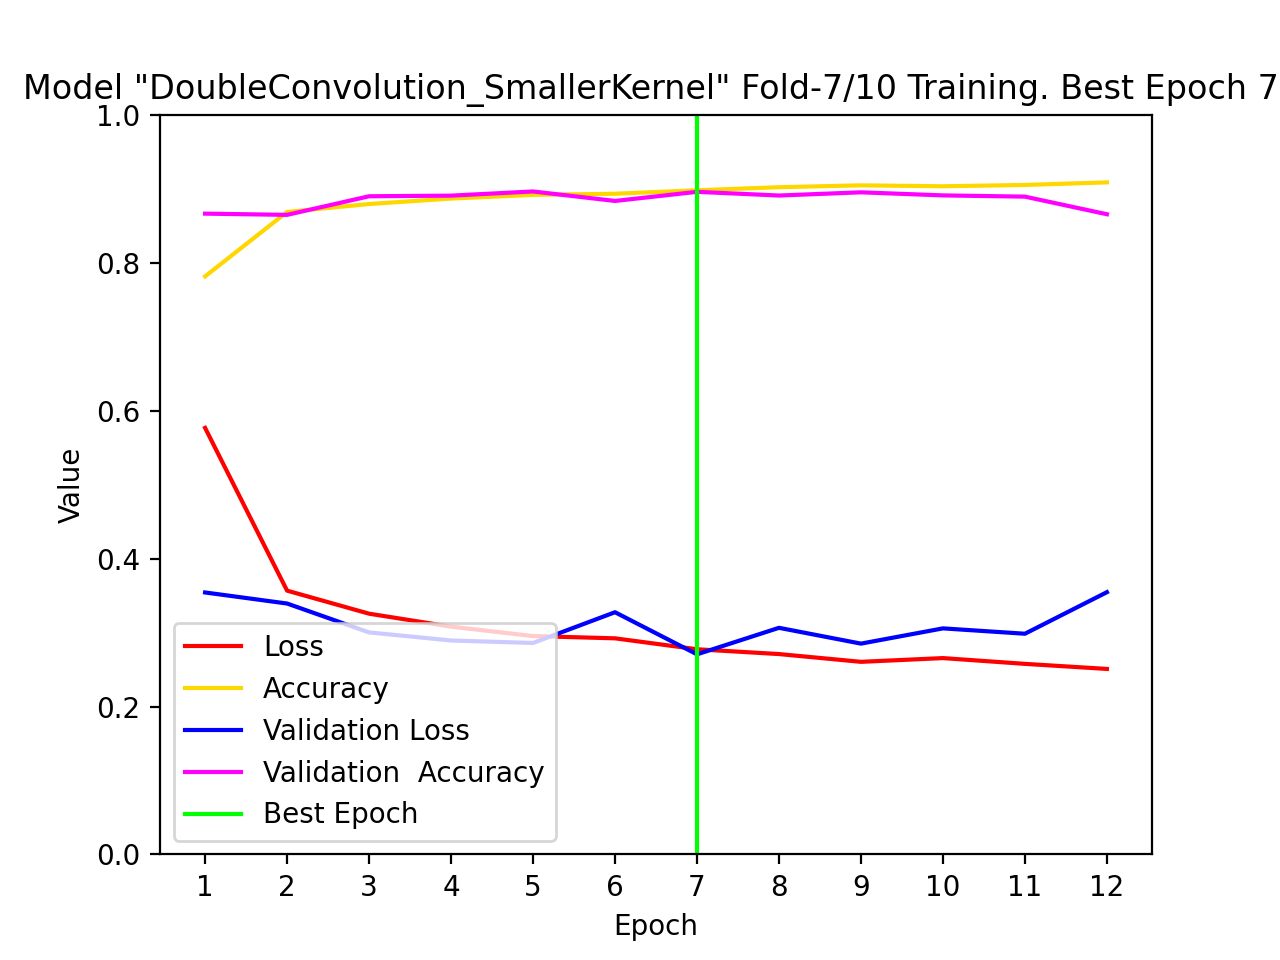 Model "DoubleConvolution_SmallerKernel" Fold-7/10 Training. Best Epoch 7
1.0
0.8
0.6
0.4
0.2
0.0
Value
Loss
Accuracy
Validation Loss
Validation  Accuracy
Best Epoch
1 2 3 4 5 6 7 8 9 10 11 12
Epoch